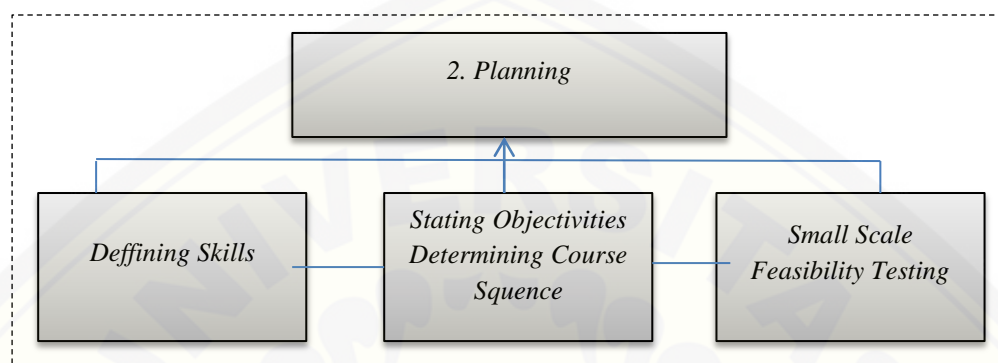 2. Planning
Deffining Skills
Stating Objectivities
Determining Course
Squence
Small Scale
Feasibility Testing